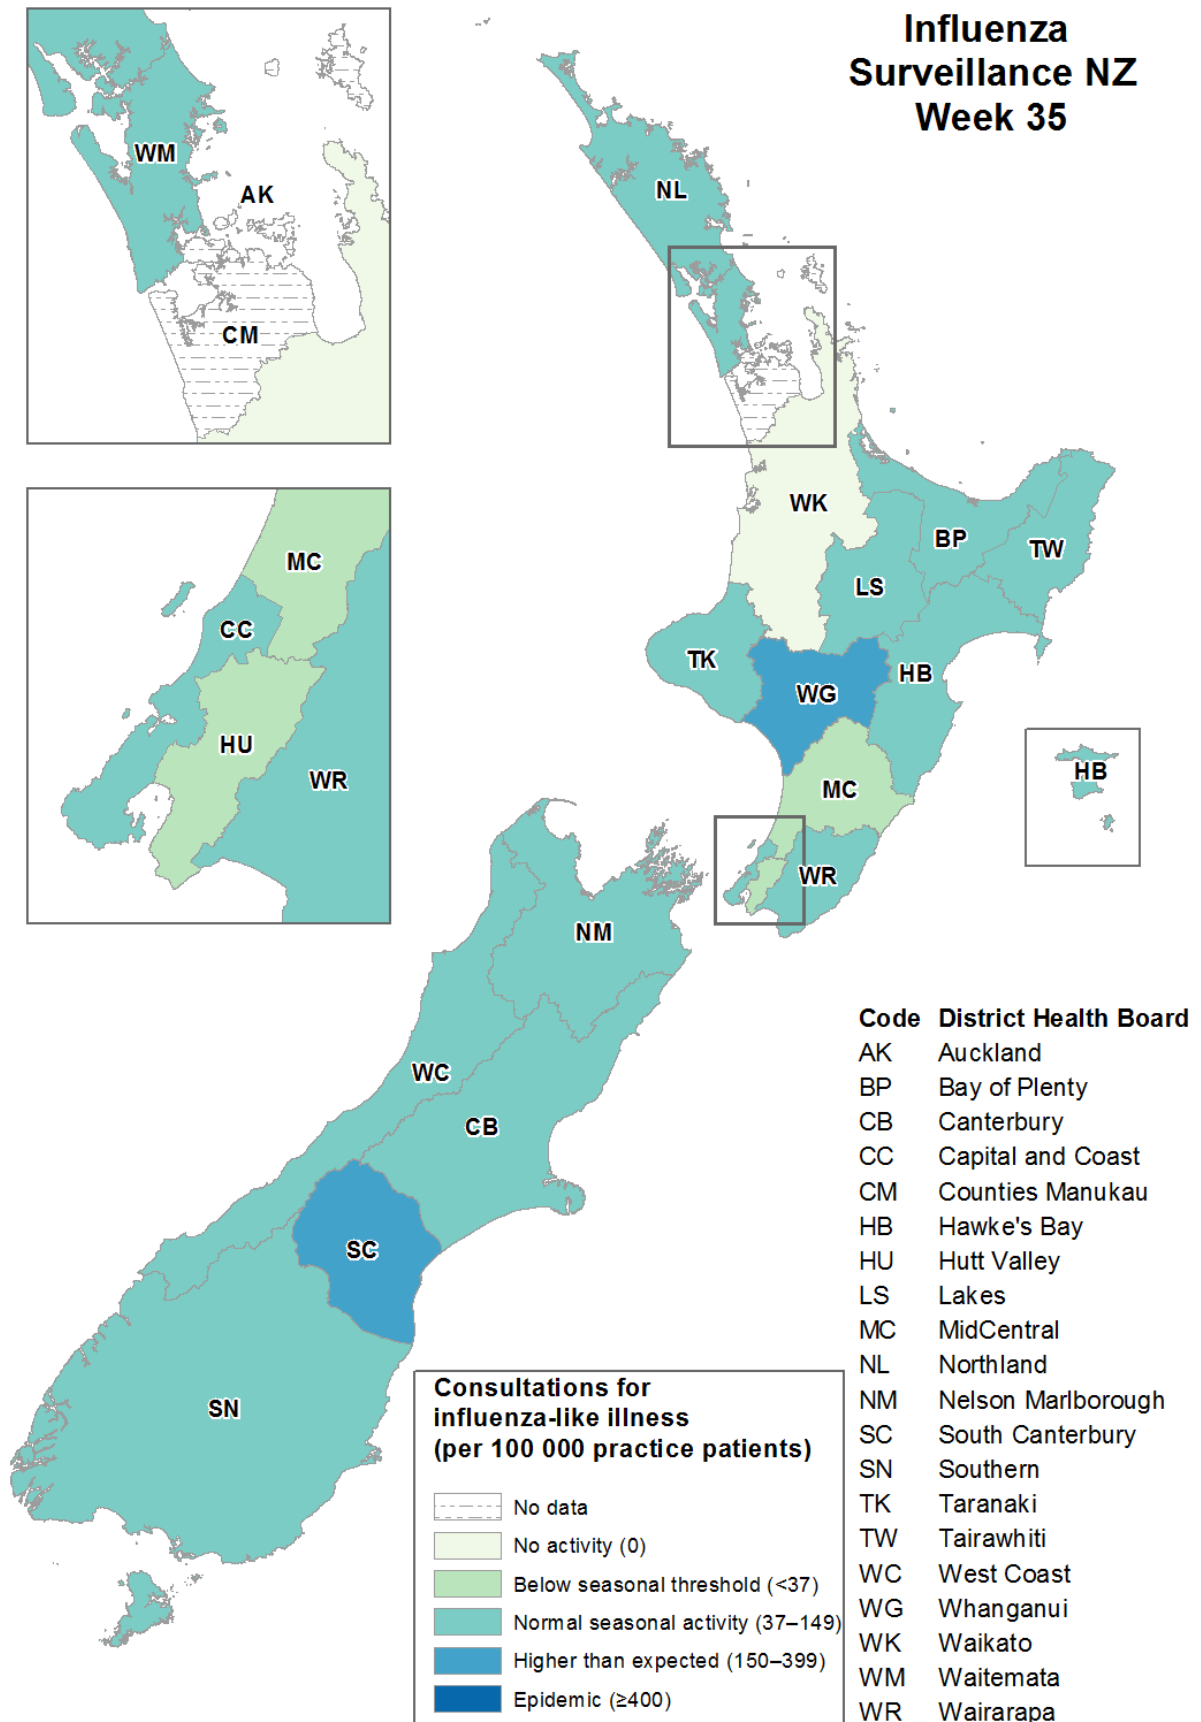 Influenza
Surveillance NZ
Week 35
WM
AK
CM
NL
WK
BP
TW
LS
TK
WG
HB
MC
WR
MC
CC
HU
WR
HB
NM
WC
CB
SC
SN
Code District Health Board
AK Auckland
BP Bay of Plenty
CB Canterbury
CC Capital and Coast
CM Counties Manukau
HB Hawke's Bay
HU Hutt Valley
LS Lakes
MC MidCentral
NL Northland
NM Nelson Marlborough
SC South Canterbury
SN Southern
TK Taranaki
TW Tairawhiti
WC West Coast
WG Whanganui
WK Waikato
WM Waitemata
WR Wairarapa
Consultations for
influenza-like illness
(per 100 000 practice patients)
No data
No activity (0)
Below seasonal threshold (<37)
Normal seasonal activity (37–149)
Higher than expected (150–399)
Epidemic (≥400)